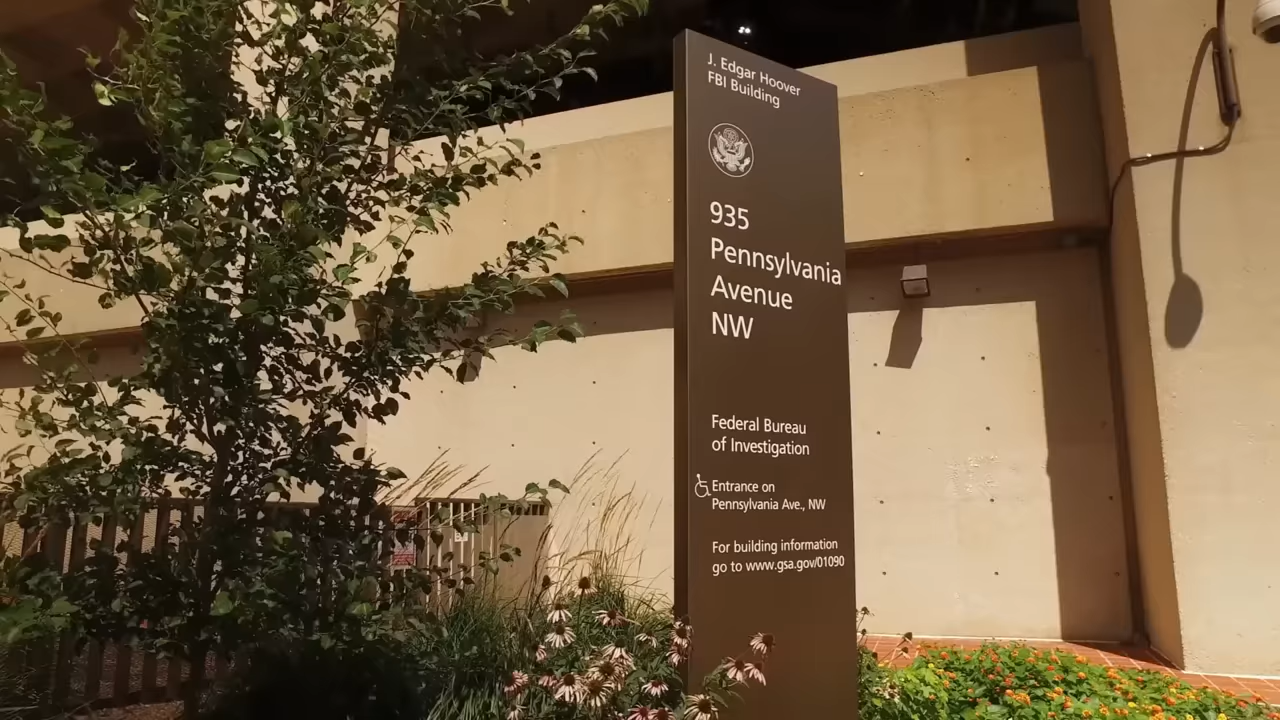 J. Edgar Hoover
FBI Building
935
Pennsylvania
Avenue
NW
Federal Bureau
of Investigation
Entrance on
Pennsylvania Ave., NW
For building information
go to www.gsa.gov/01090